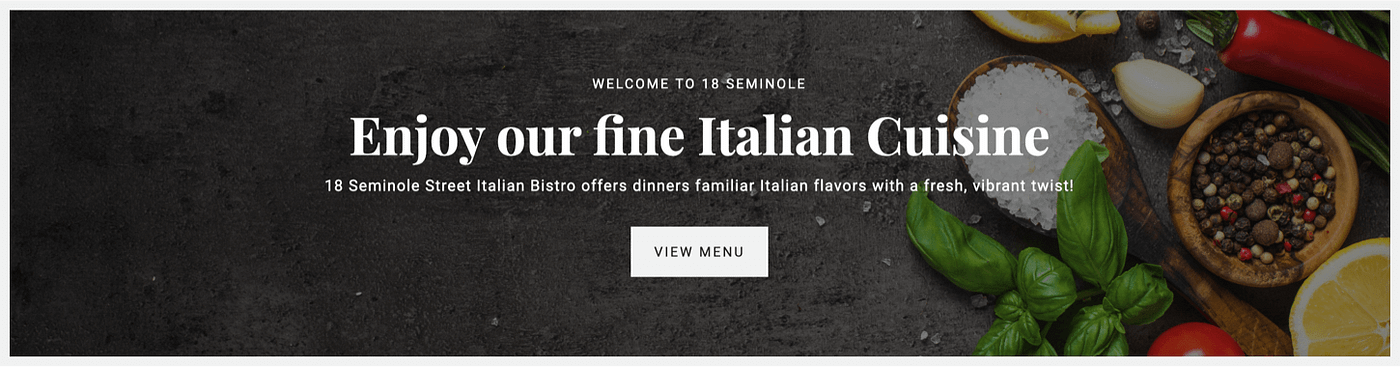 WELCOME TO 18 SEMINOLE
Enjoy our fine Italian Cuisine
18 Seminole Street Italian Bistro offers dinners familiar Italian flavors with a fresh, vibrant twist!
VIEW MENU